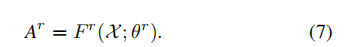 A^r = F^r(𝒳; θ^r). (7)